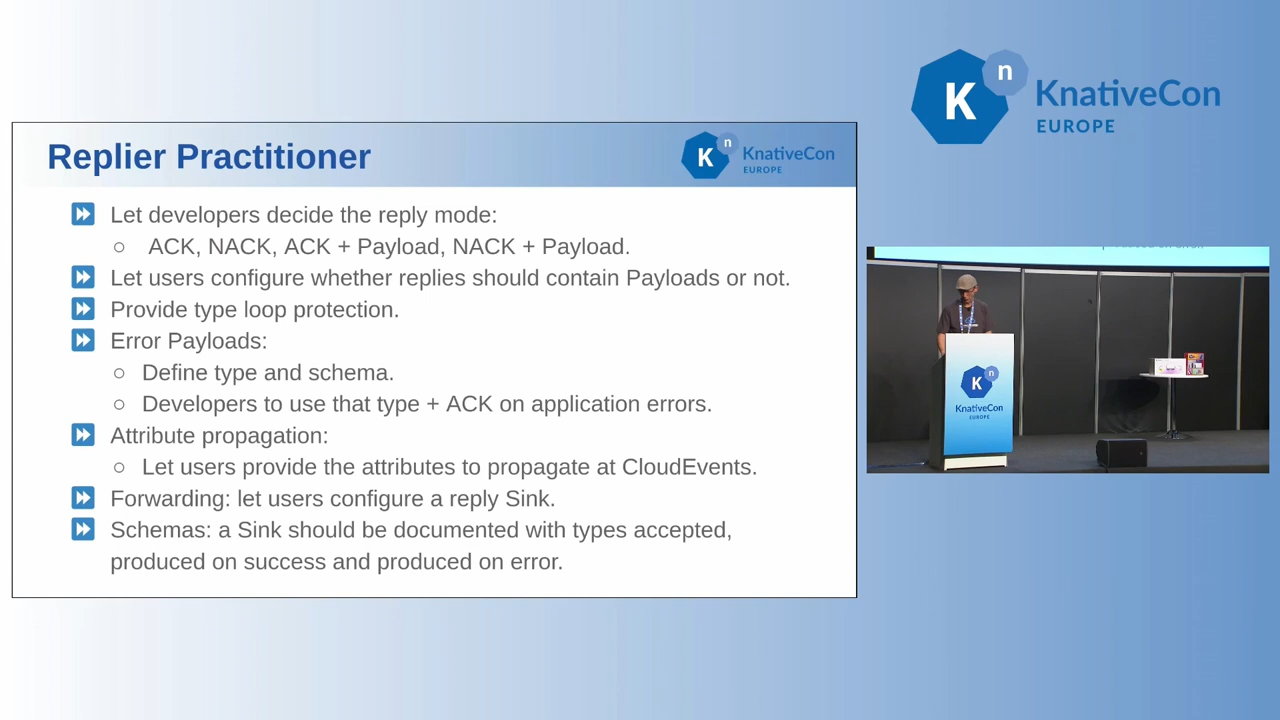 K n KnativeCon
EUROPE
Replier Practitioner
K n KnativeCon
EUROPE
Let developers decide the reply mode:
○ ACK, NACK, ACK + Payload, NACK + Payload.
Let users configure whether replies should contain Payloads or not.
Provide type loop protection.
Error Payloads:
○ Define type and schema.
○ Developers to use that type + ACK on application errors.
Attribute propagation:
○ Let users provide the attributes to propagate at CloudEvents.
Forwarding: let users configure a reply Sink.
Schemas: a Sink should be documented with types accepted,
produced on success and produced on error.
K n
KnativeCon
EUROPE